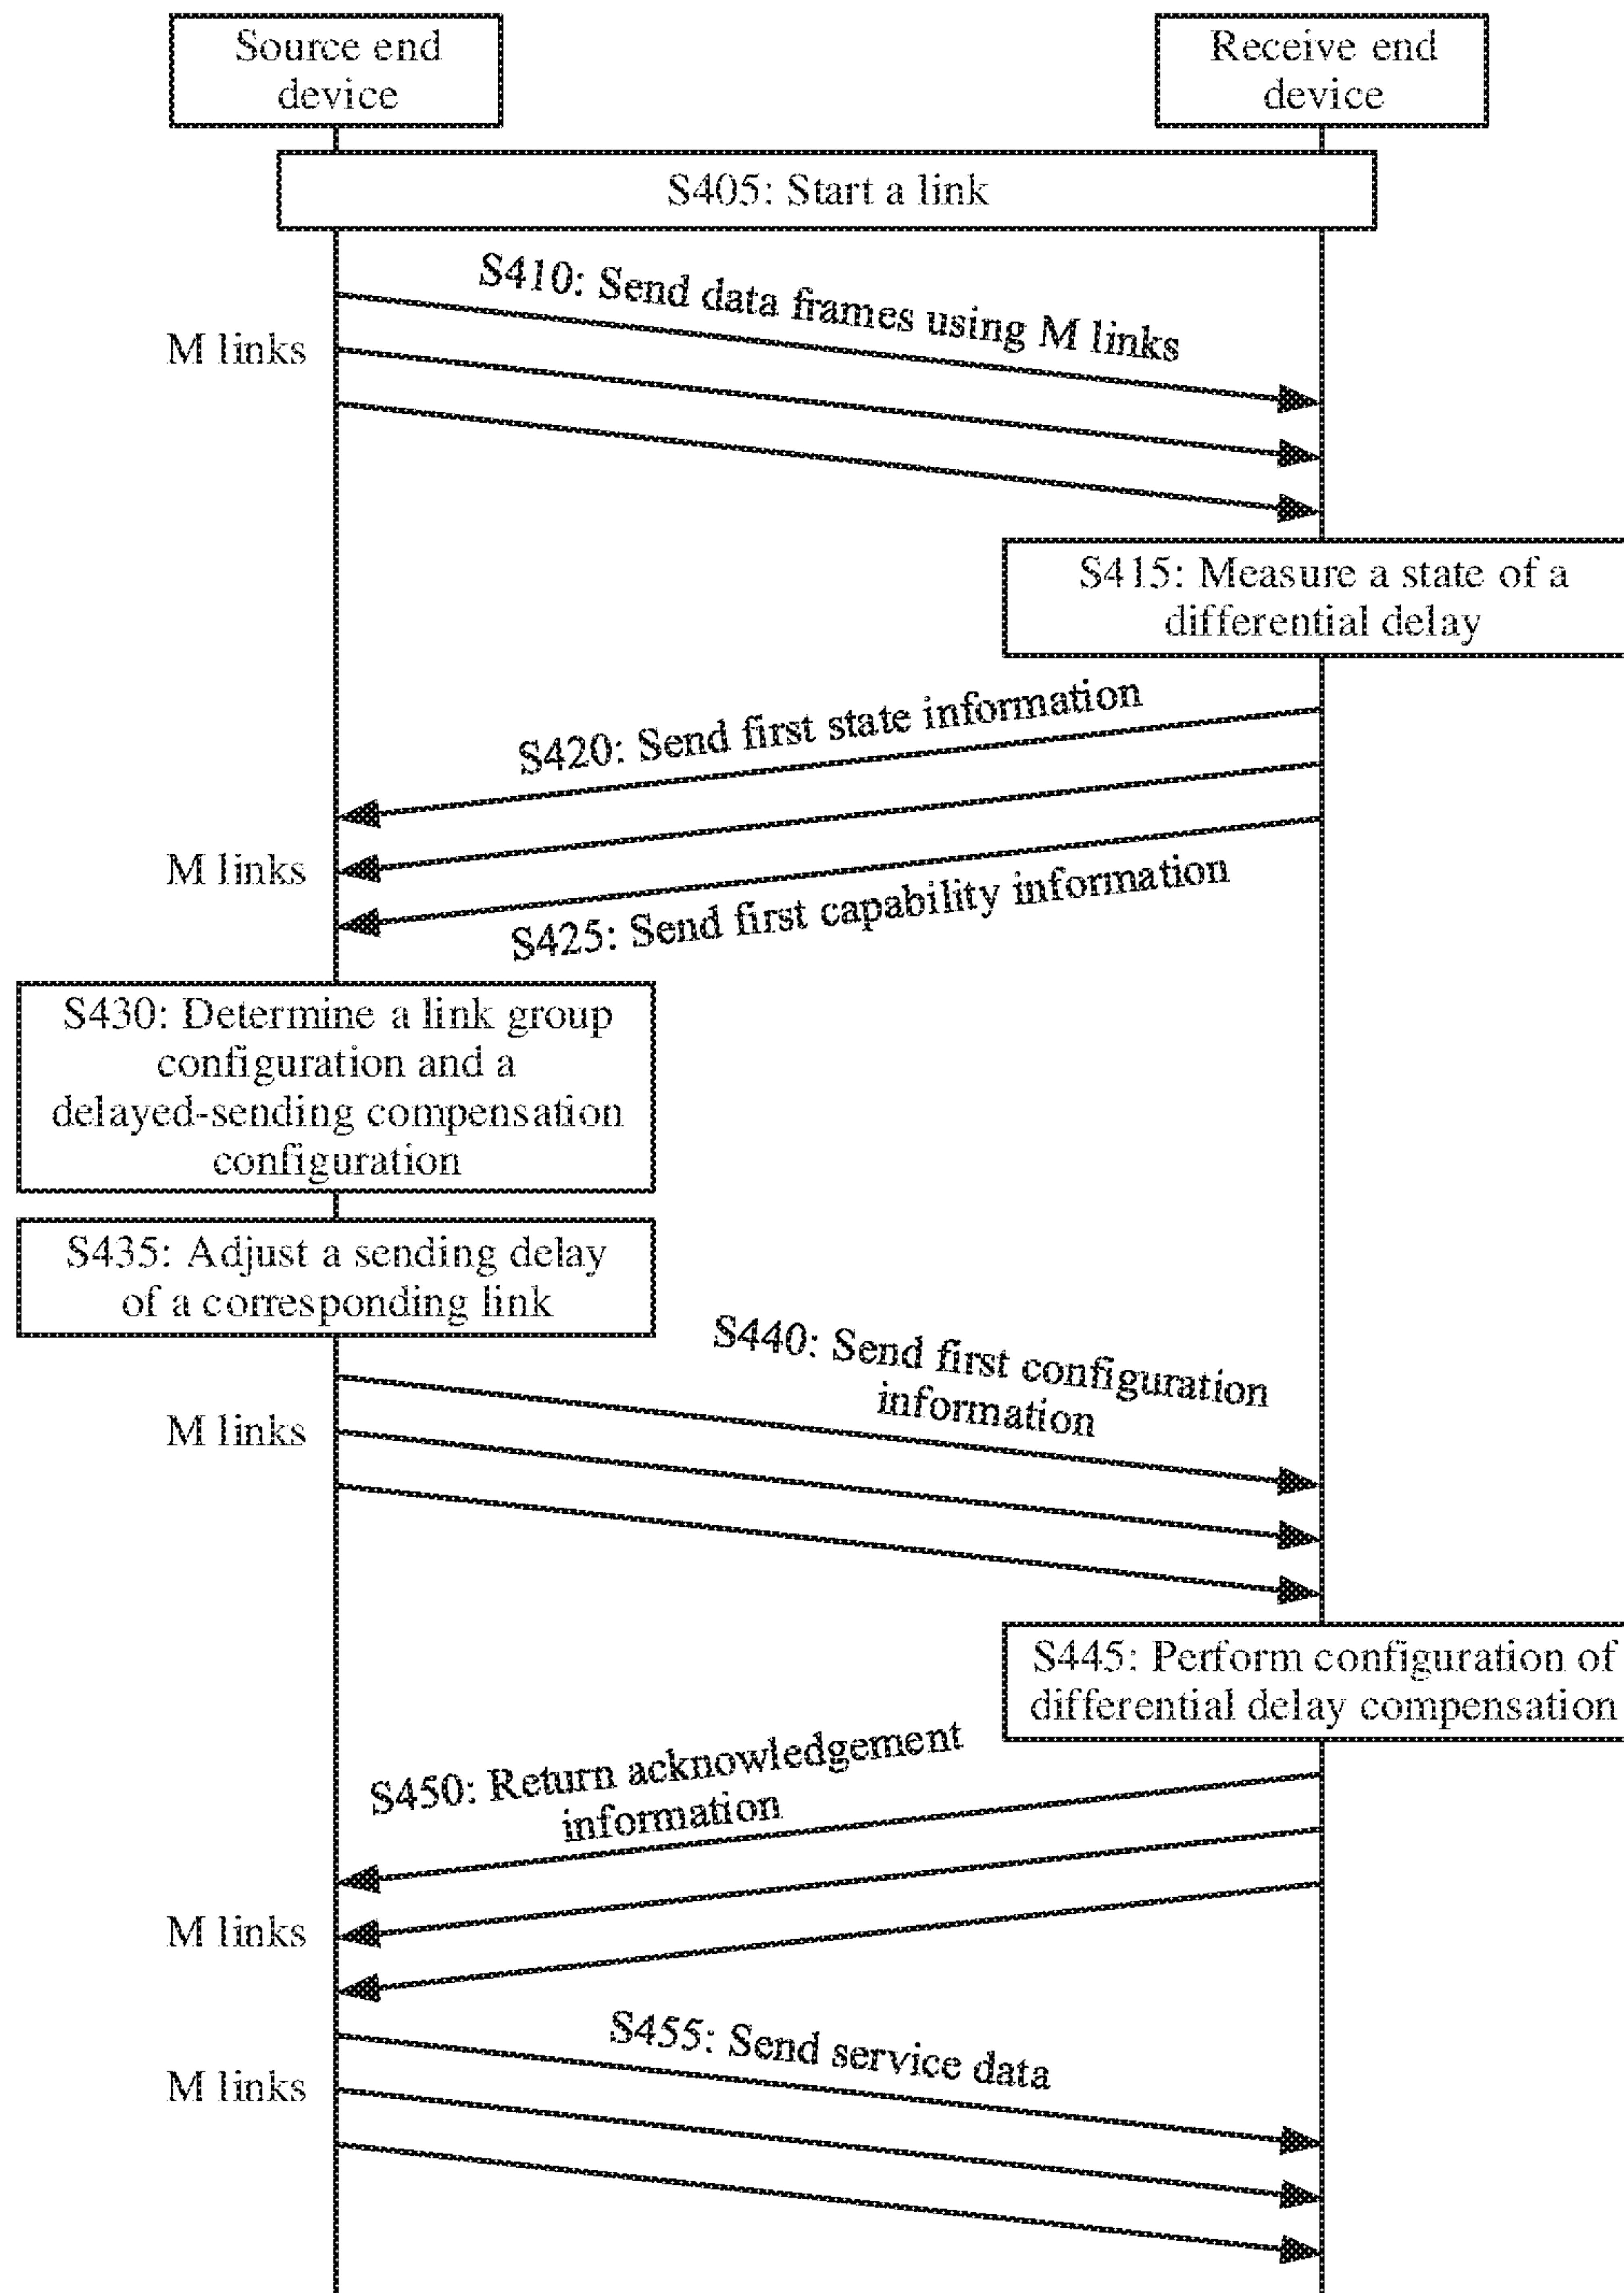 Source end
device
Receive end
device
S405: Start a link
S410: Send data frames using M links
M links
S415: Measure a state of a
differential delay
S420: Send first state information
M links
S425: Send first capability information
S430: Determine a link group
configuration and a
delayed-sending compensation
configuration
S435: Adjust a sending delay
of a corresponding link
S440: Send first configuration
information
M links
S445: Perform configuration of
differential delay compensation
S450: Return acknowledgement
information
M links
S455: Send service data
M links